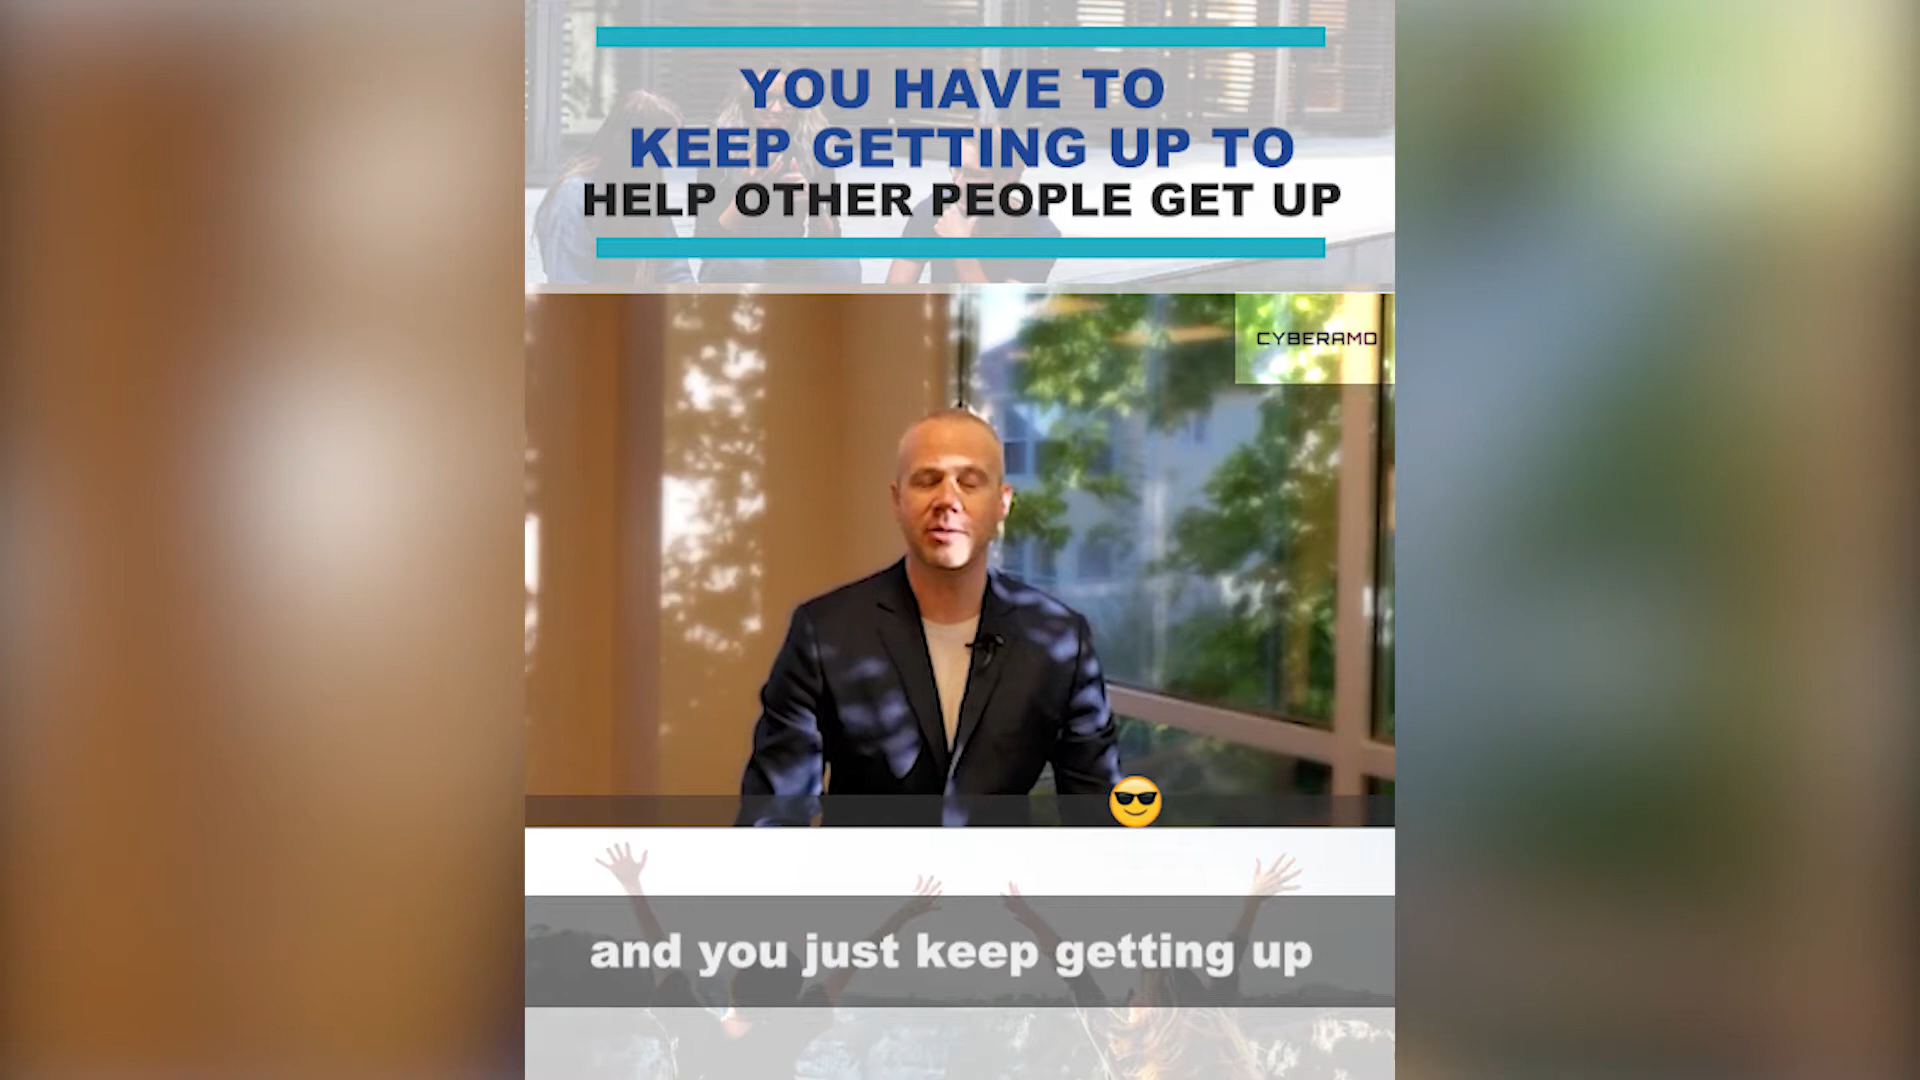 YOU HAVE TO
KEEP GETTING UP TO
HELP OTHER PEOPLE GET UP
CYBERAMO
and you just keep getting up